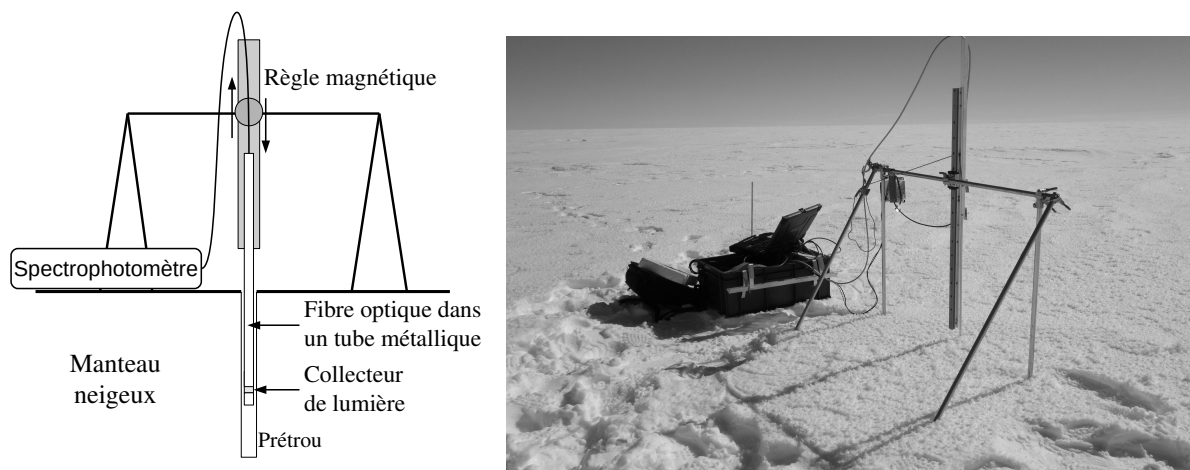 Règle magnétique
Spectrophotomètre
Fibre optique dans
un tube métallique
Manteau
neigeux
Collecteur
de lumière
Prétrou